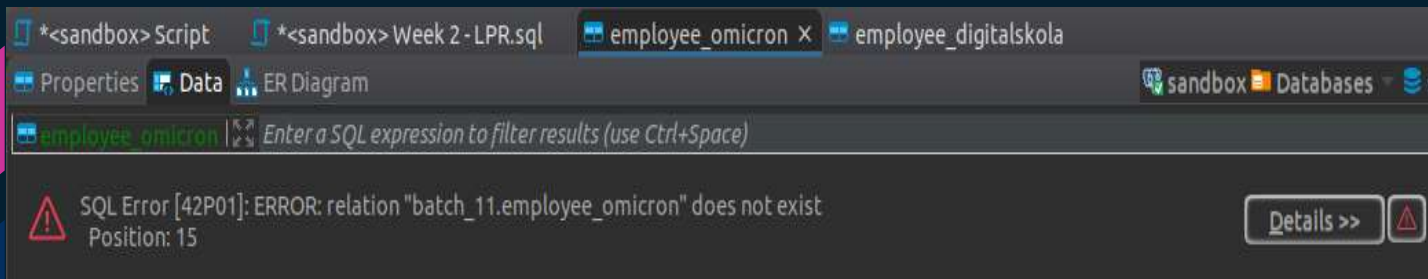 *<sandbox> Script *<sandbox> Week 2 - LPR.sql employee_omicron × employee_digitalskola
Properties Data ER Diagram sandbox Databases
employee_omicron Enter a SQL expression to filter results (use Ctrl+Space)
SQL Error [42P01]: ERROR: relation "batch_11.employee_omicron" does not exist
Position: 15
Details >>